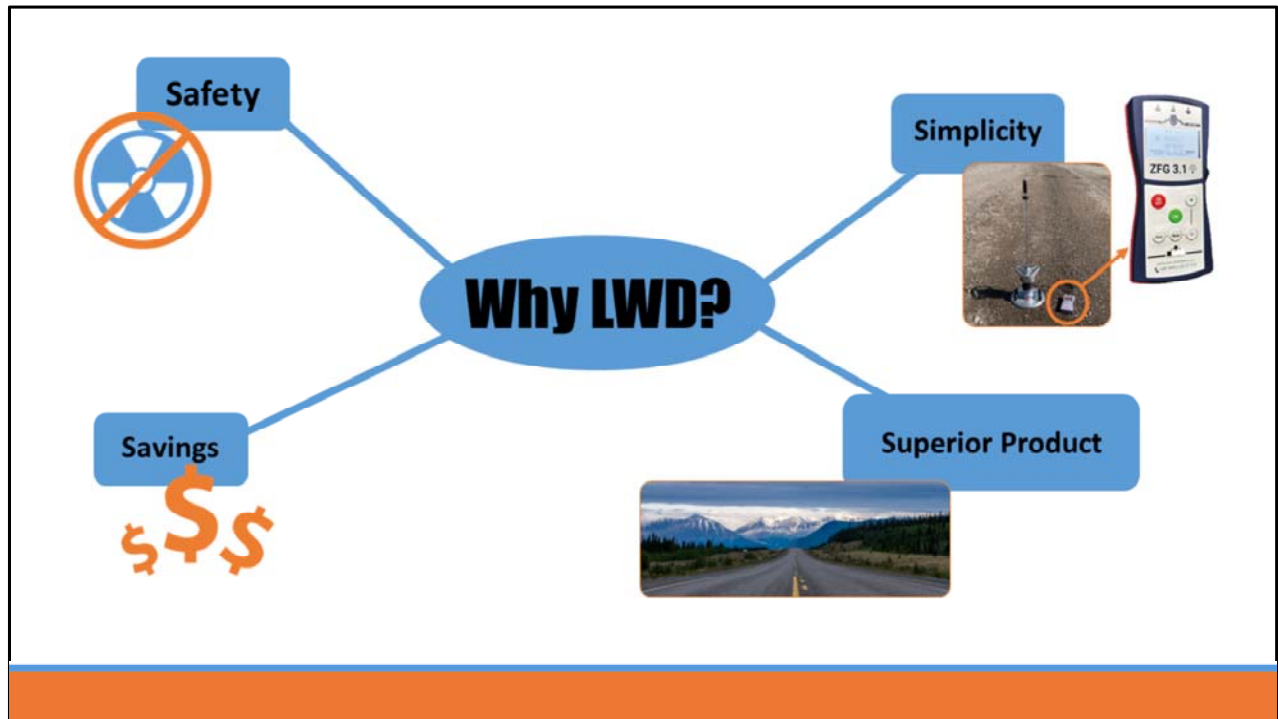 Safety
Simplicity
ZFG 3.1
Why LWD?
Savings
$$$
Superior Product